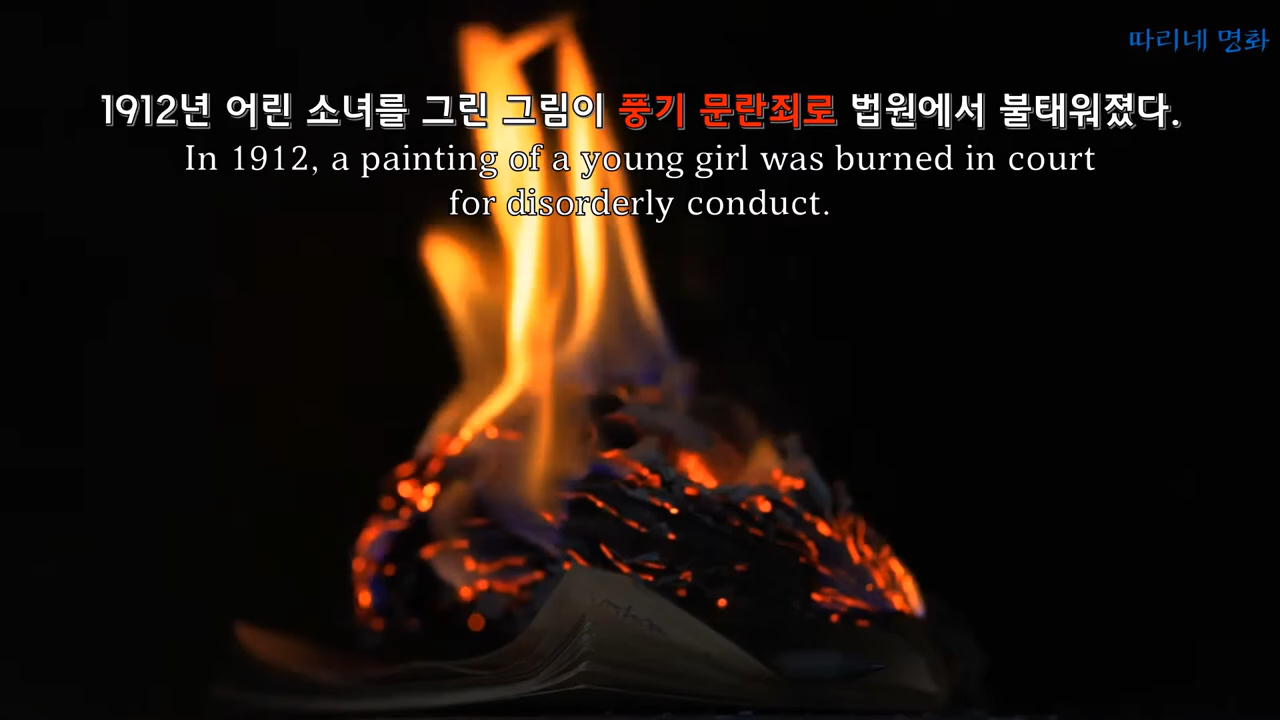 따리네 명화
1912년 어린 소녀를 그린 그림이 풍기 문란죄로 법원에서 불태워졌다.
In 1912, a painting of a young girl was burned in court
for disorderly conduct.